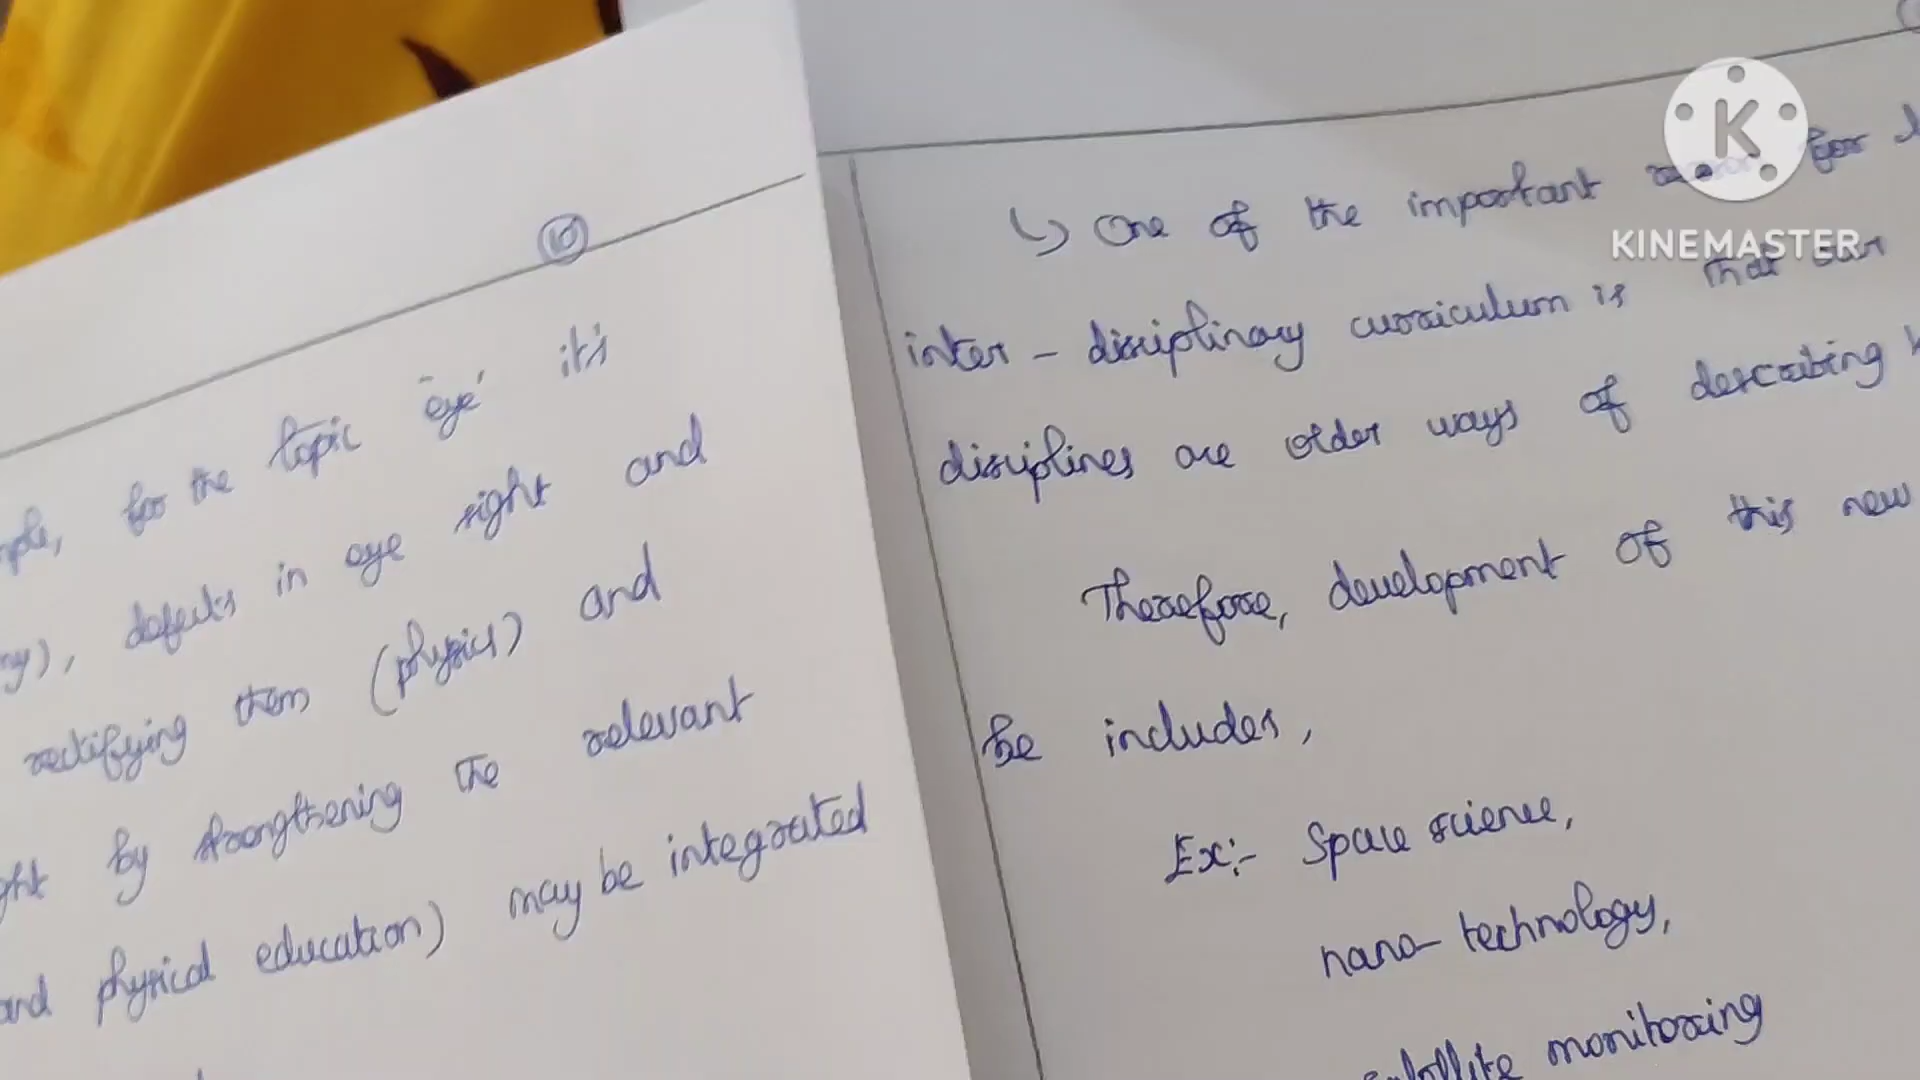 10
for the topic "eye" it's
defects in eye sight and
rectifying them (physics) and
by strengthening the relevant
and physical education) may be integrated
↳ One of the important for
inter - disciplinary curriculum is that our
disciplines are older ways of describing
Therefore, development of this new
be includes,
Ex:- Space science,
nano- technology,
satellite monitoring
K
KINEMASTER